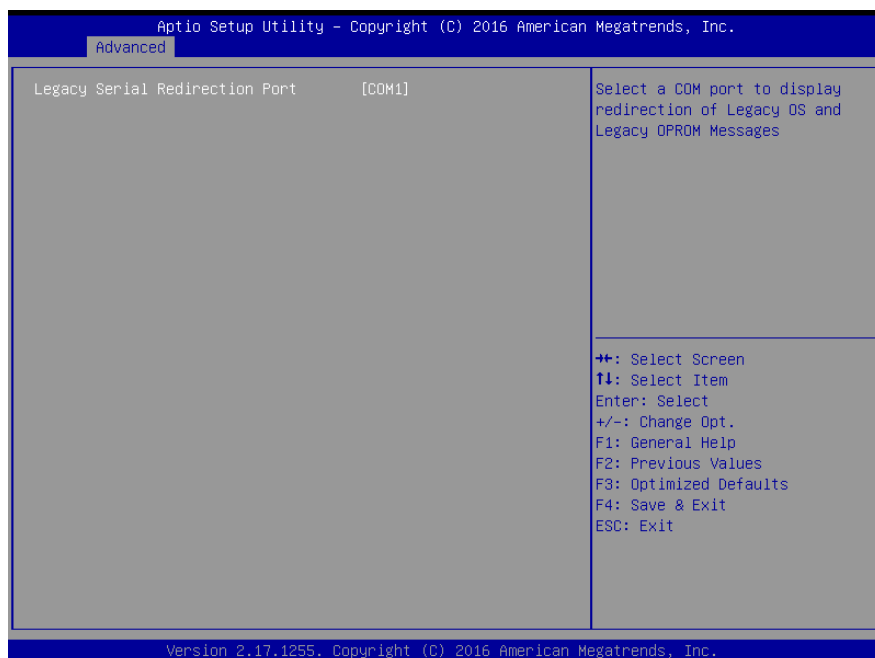 Aptio Setup Utility – Copyright (C) 2016 American Megatrends, Inc.
Advanced
Legacy Serial Redirection Port [COM1]
Select a COM port to display
redirection of Legacy OS and
Legacy OPROM Messages
→←: Select Screen
↑↓: Select Item
Enter: Select
+/-: Change Opt.
F1: General Help
F2: Previous Values
F3: Optimized Defaults
F4: Save & Exit
ESC: Exit
Version 2.17.1255. Copyright (C) 2016 American Megatrends, Inc.